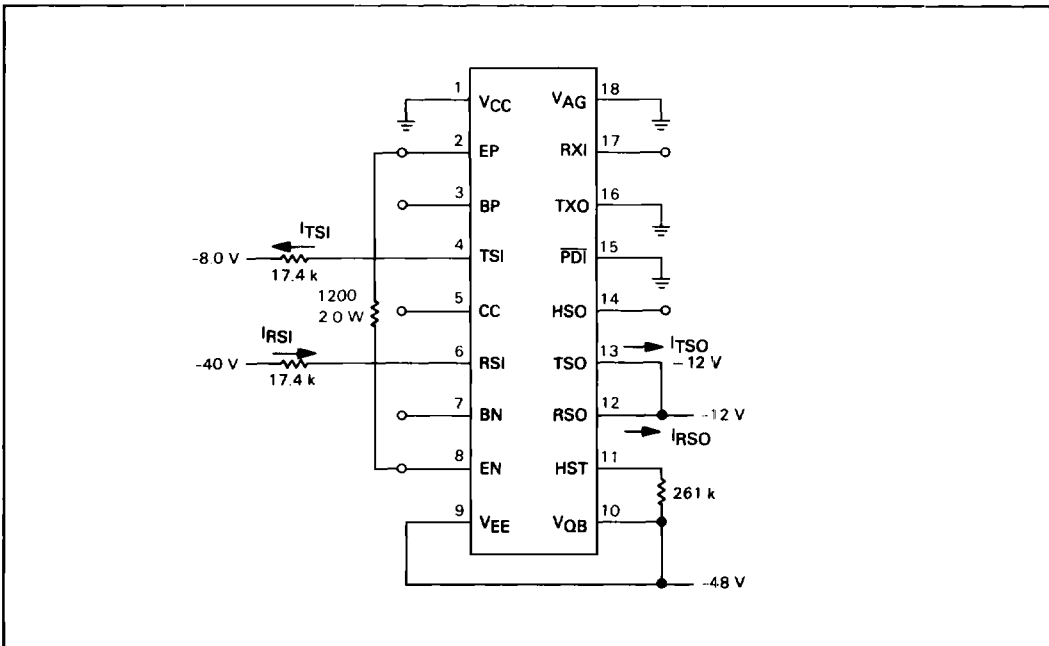 1 VCC VAG 18
2 EP RXI 17
3 BP TXO 16
ITSI
-8.0 V 17.4 k 4 TSI PDI 15
1200
2 0 W
5 CC HSO 14
IRSI ITSO
-40 V 17.4 k 6 RSI TSO 13 -12 V
7 BN RSO 12 -12 V
IRSO
8 EN HST 11
261 k
9 VEE VQB 10
-48 V